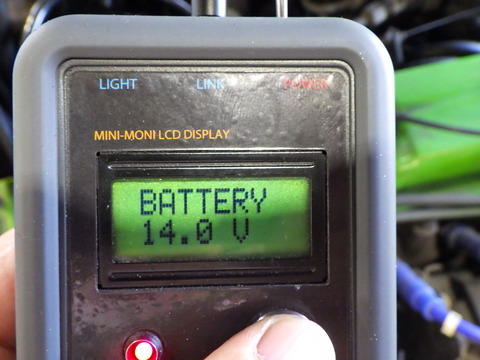 LIGHT LINK POWER
MINI-MONI LCD DISPLAY
BATTERY
14.0 V